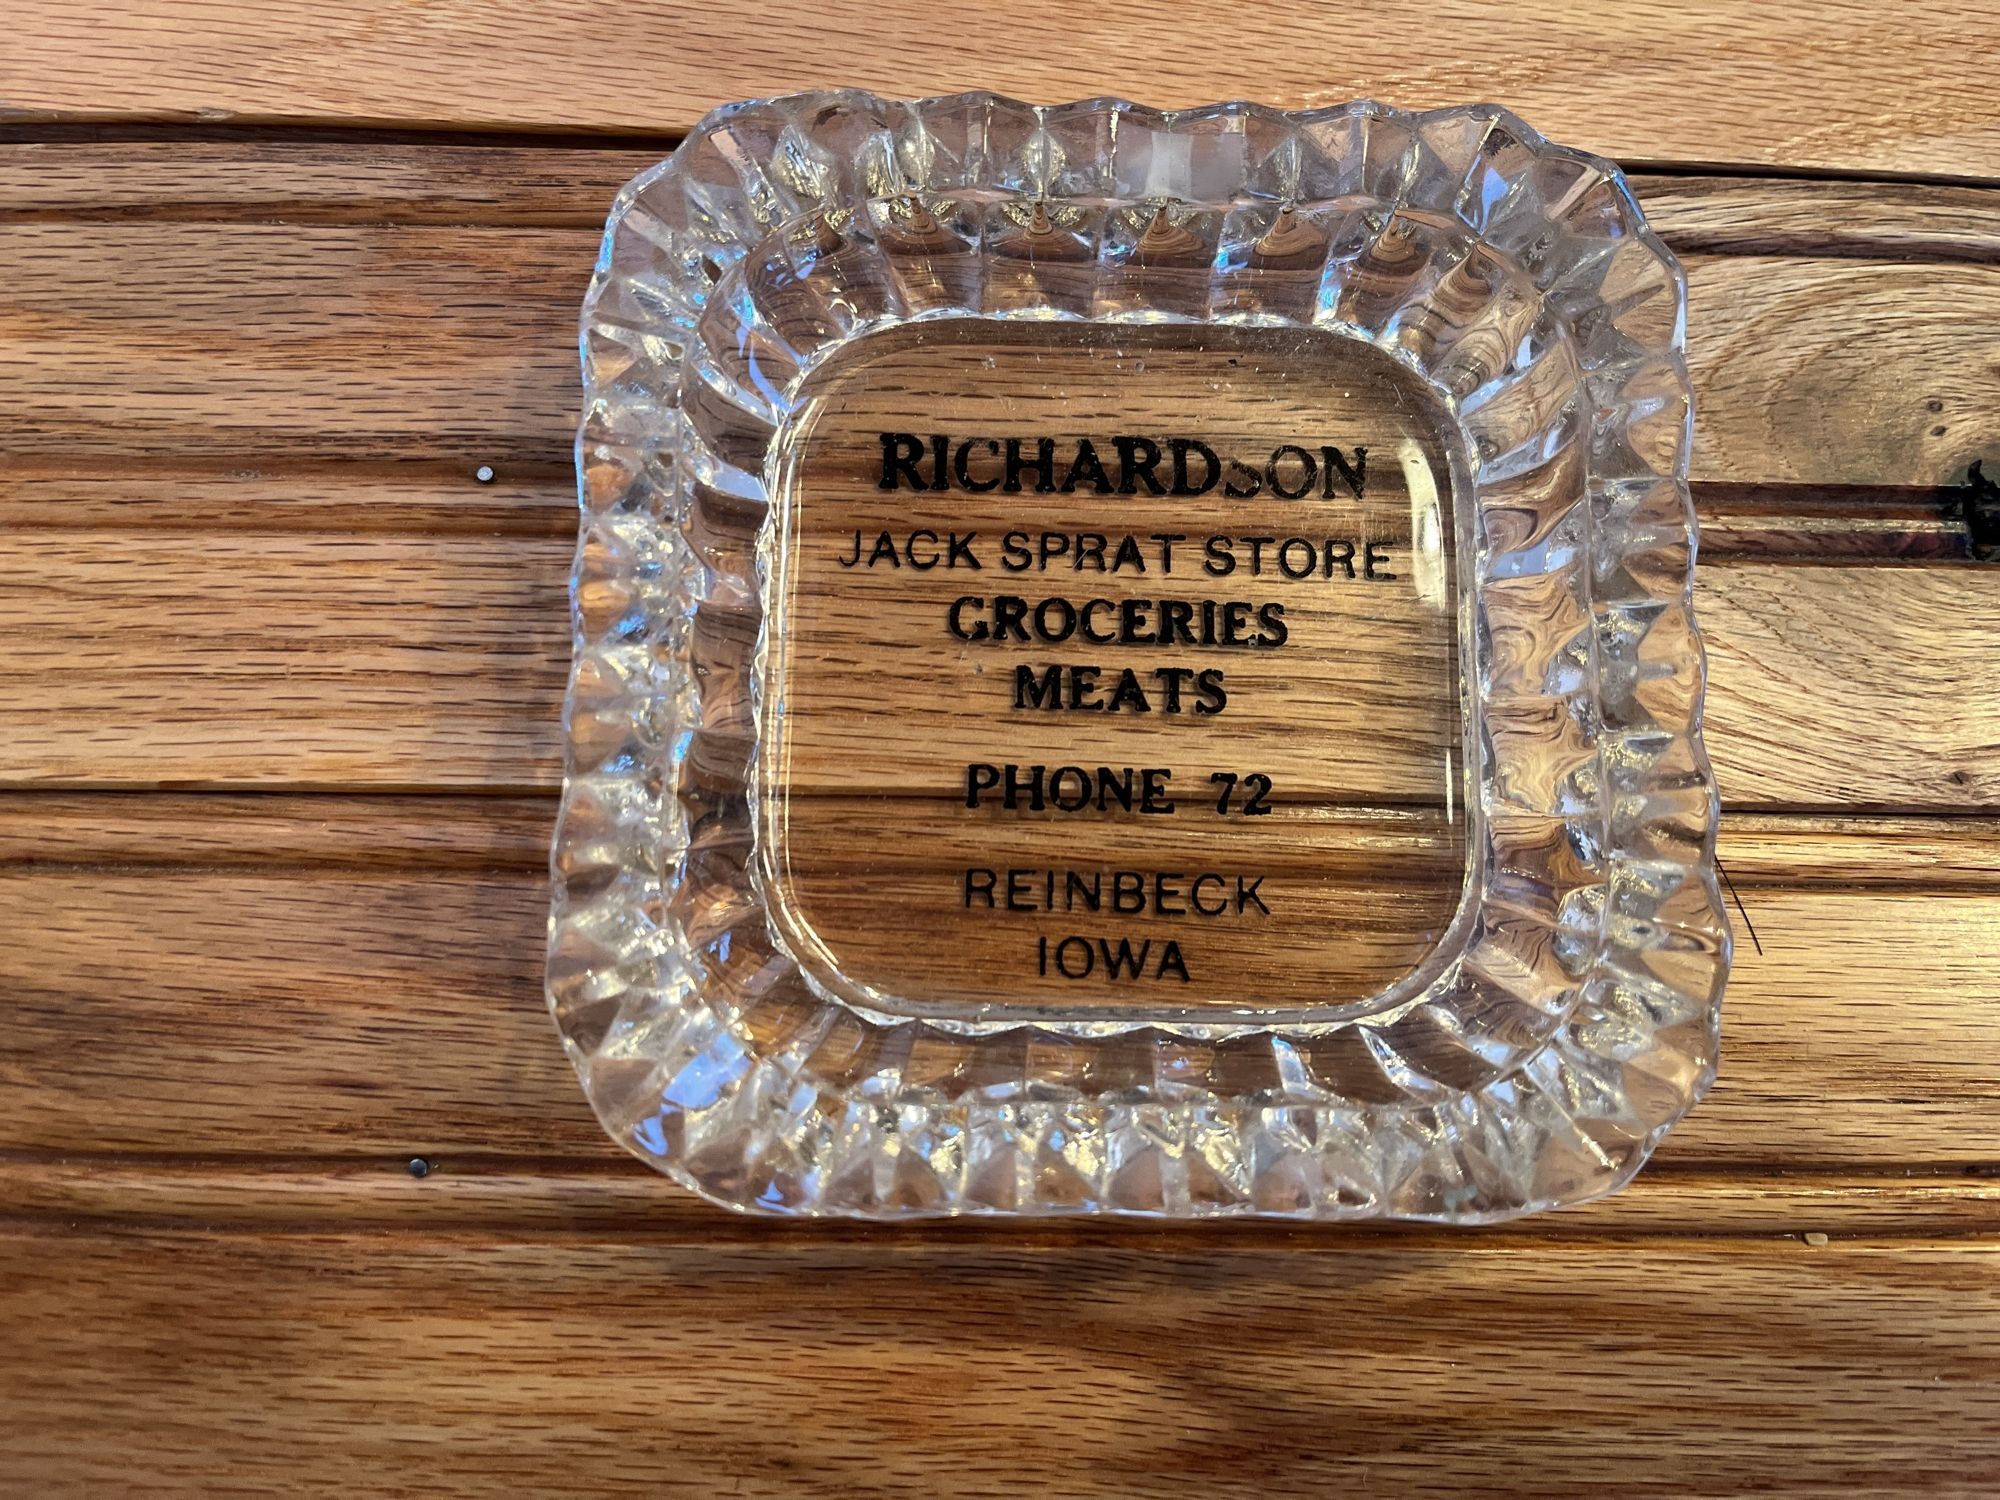 RICHARDSON
JACK SPRAT STORE
GROCERIES
MEATS
PHONE 72
REINBECK
IOWA